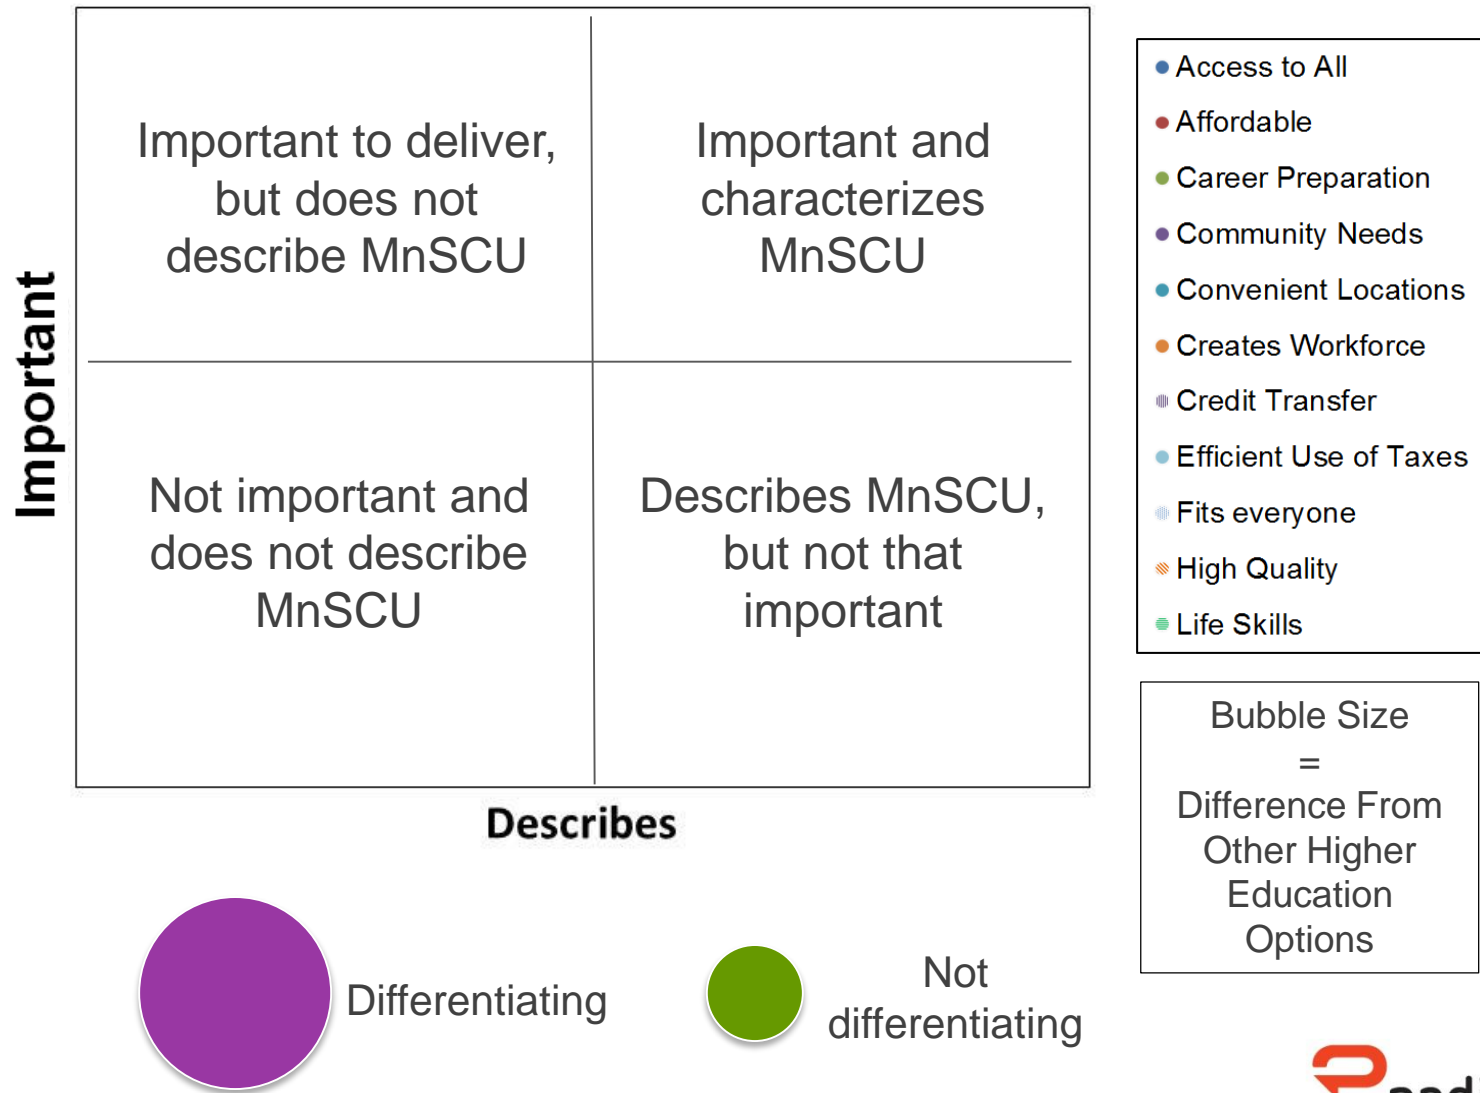 Important to deliver,
but does not
describe MnSCU
Important and
characterizes
MnSCU
Important
Not important and
does not describe
MnSCU
Describes MnSCU,
but not that
important
Describes
Access to All
Affordable
Career Preparation
Community Needs
Convenient Locations
Creates Workforce
Credit Transfer
Efficient Use of Taxes
Fits everyone
High Quality
Life Skills
Bubble Size
=
Difference From
Other Higher
Education
Options
Differentiating
Not
differentiating